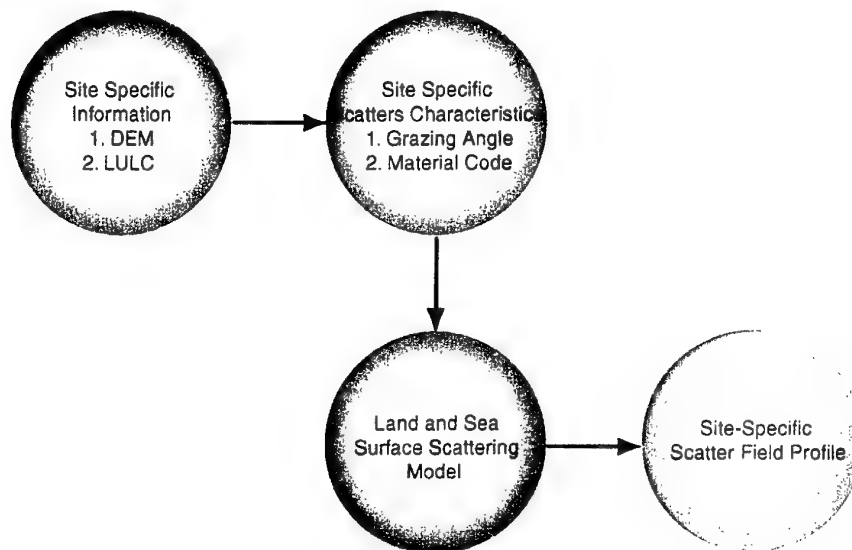 Site Specific
Information
1. DEM
2. LULC
Site Specific
catters Characteristic
1. Grazing Angle
2. Material Code
Land and Sea
Surface Scattering
Model
Site-Specific
Scatter Field Profile